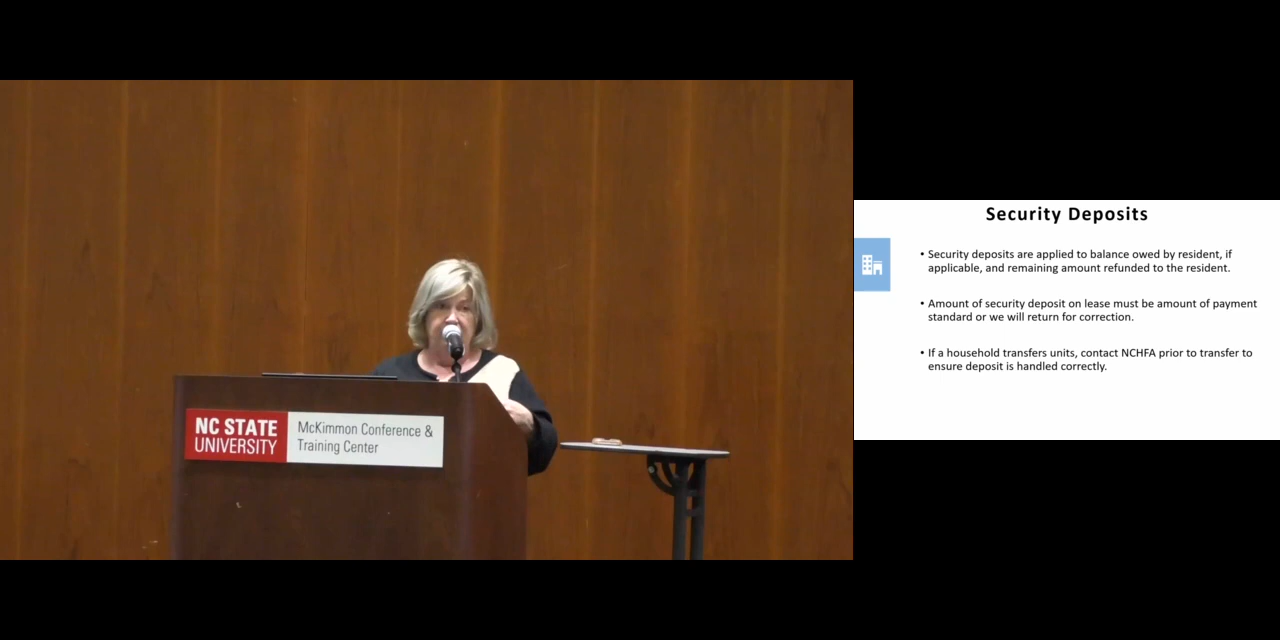 NC STATE
UNIVERSITY
McKimmon Conference &
Training Center
Security Deposits
• Security deposits are applied to balance owed by resident, if
applicable, and remaining amount refunded to the resident.
• Amount of security deposit on lease must be amount of payment
standard or we will return for correction.
• If a household transfers units, contact NCHFA prior to transfer to
ensure deposit is handled correctly.